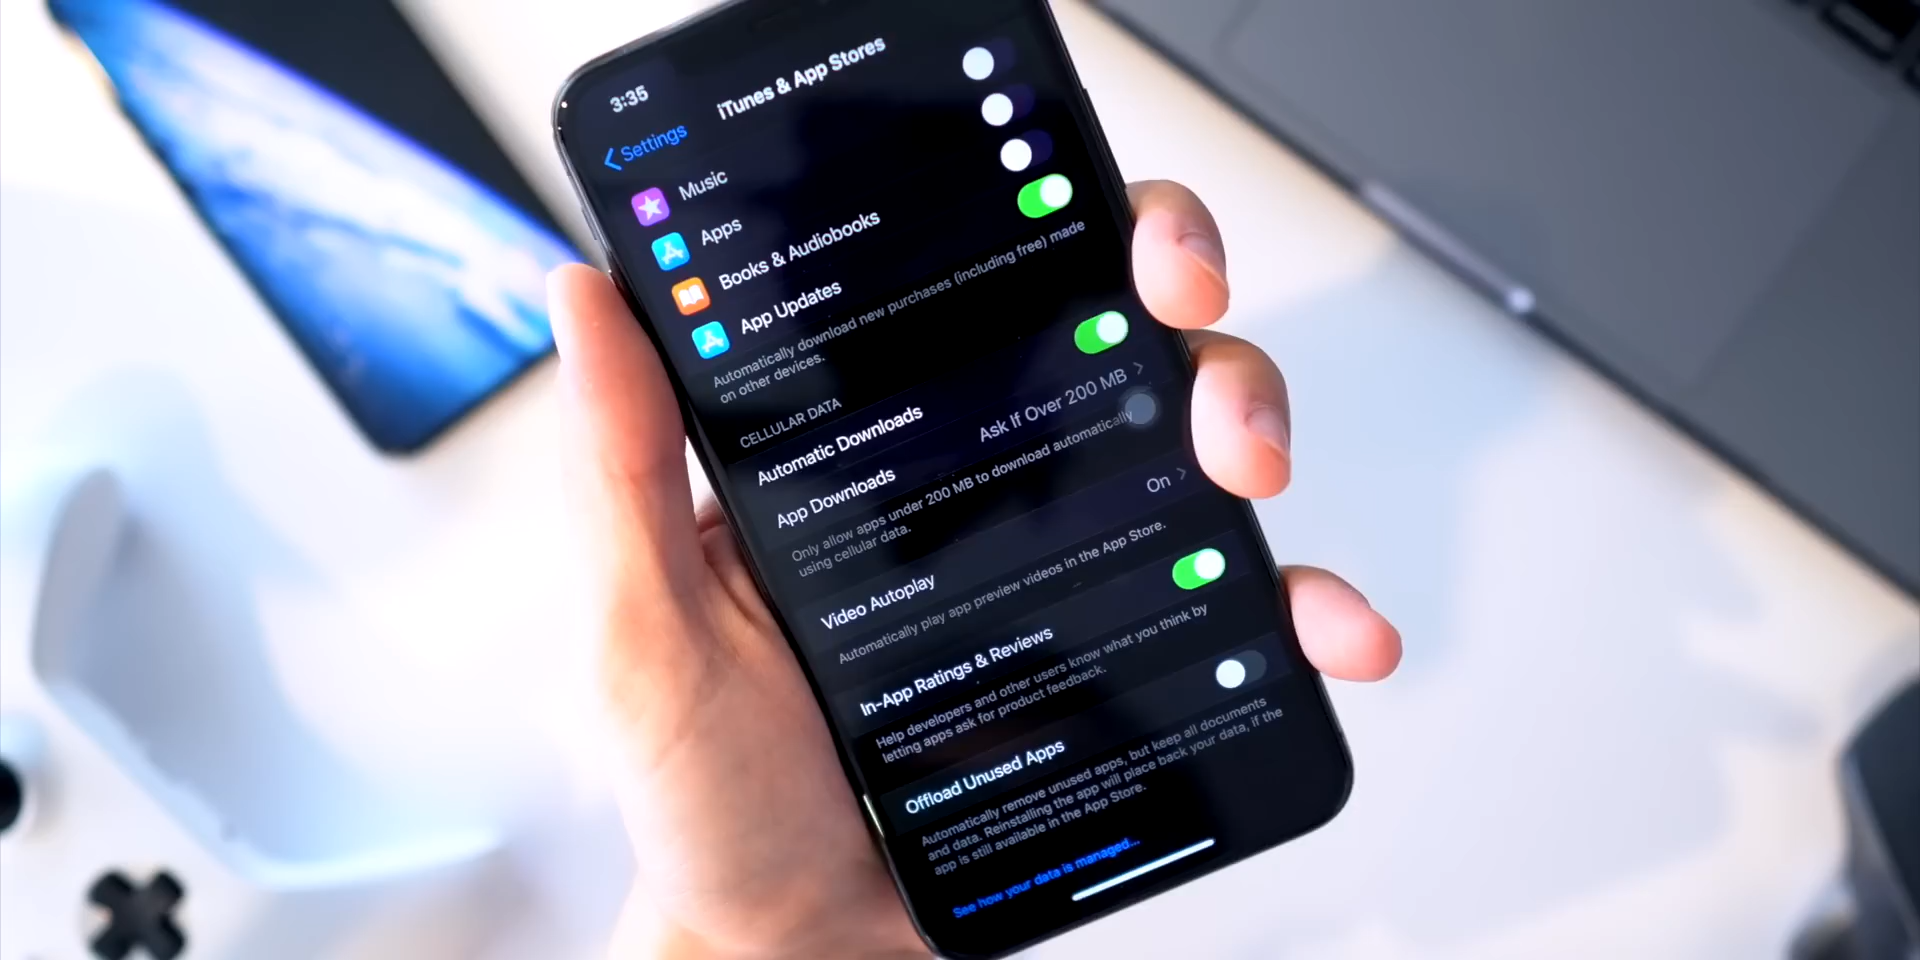 3:35
iTunes & App Stores
Settings
Music
Apps
Books & Audiobooks
App Updates
Automatically download new purchases (including free) made
on other devices.
CELLULAR DATA
Automatic Downloads
App Downloads
Ask If Over 200 MB
Only allow apps under 200 MB to download automatically
using cellular data.
Video Autoplay
On
Automatically play app preview videos in the App Store.
In-App Ratings & Reviews
Help developers and other users know what you think by
letting apps ask for product feedback.
Offload Unused Apps
Automatically remove unused apps, but keep all documents
and data. Reinstalling the app will place back your data, if the
app is still available in the App Store.
See how your data is managed...